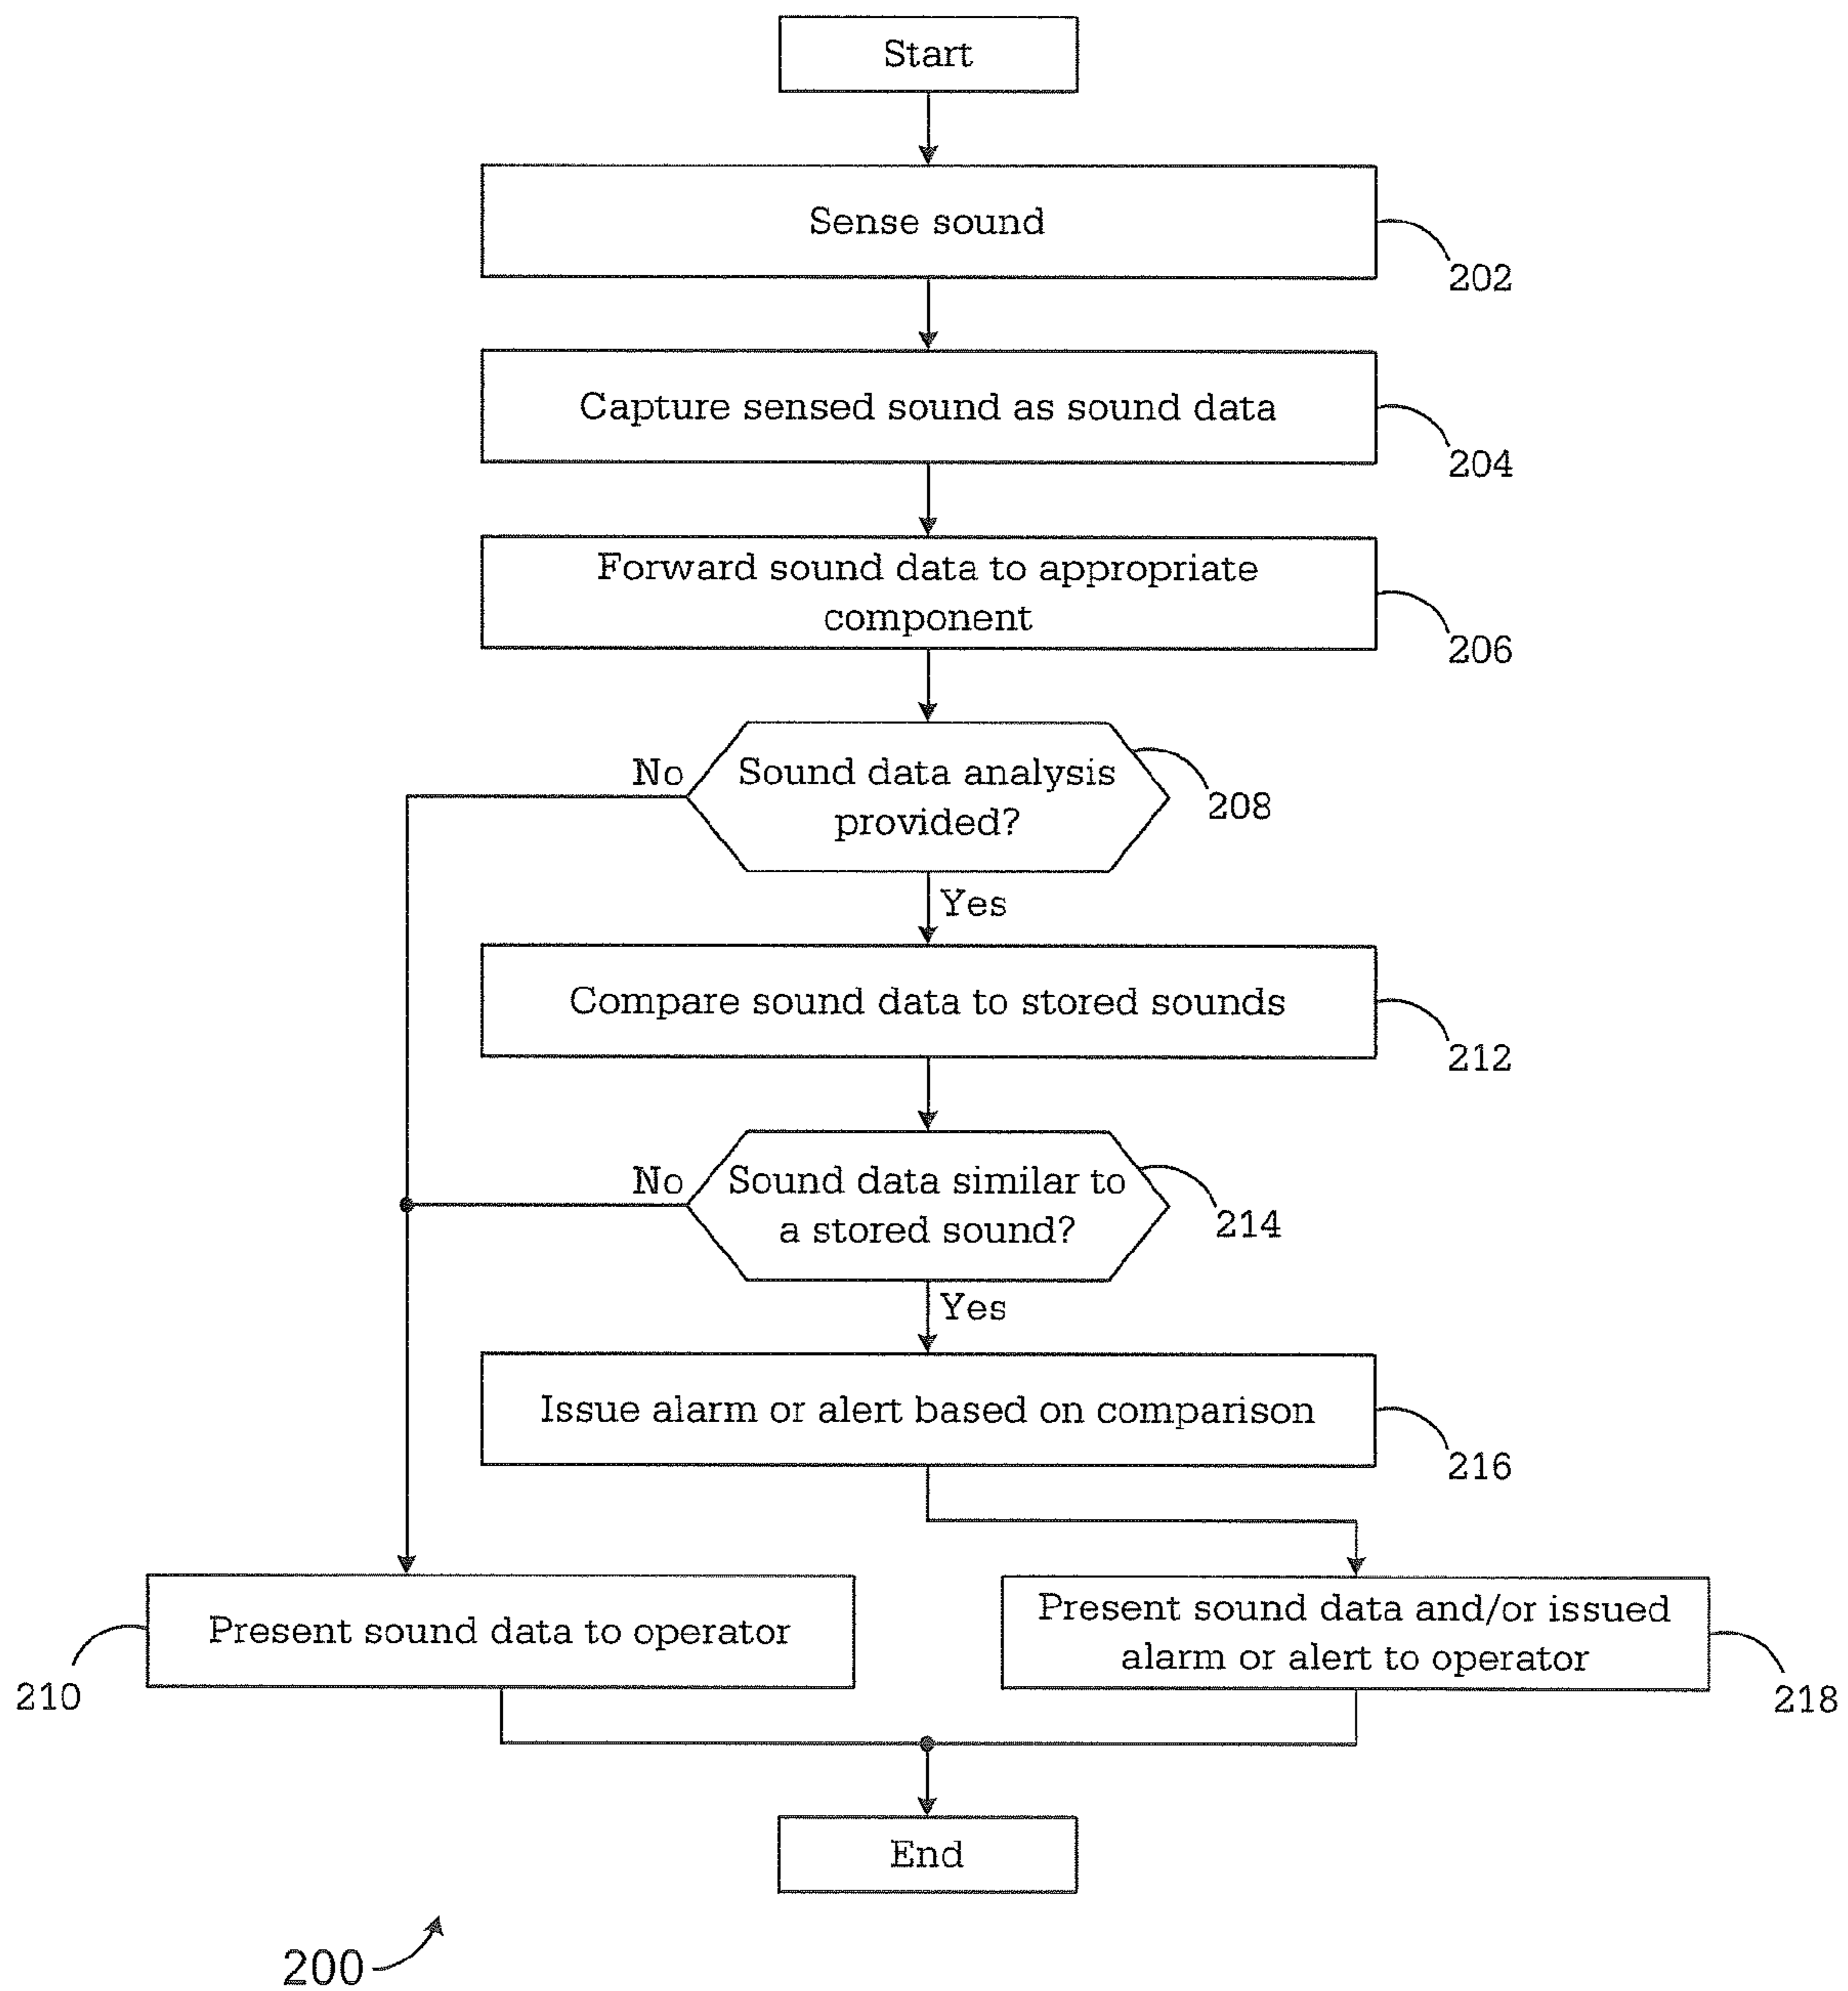 Start
Sense sound
202
Capture sensed sound as sound data
204
Forward sound data to appropriate
component
206
No
Sound data analysis
provided?
208
Yes
Compare sound data to stored sounds
212
No
Sound data similar to
a stored sound?
214
Yes
Issue alarm or alert based on comparison
216
Present sound data to operator
210
Present sound data and/or issued
alarm or alert to operator
218
End
200